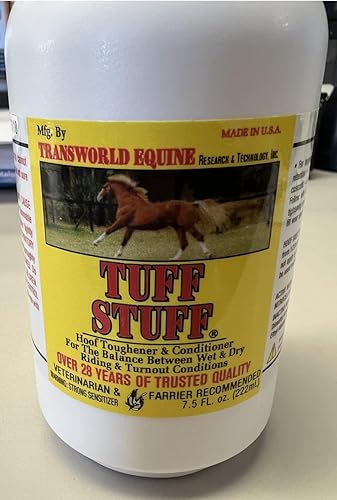 Mfg. By
MADE IN U.S.A.
TRANSWORLD EQUINE RESEARCH & TECHNOLOGY, INC.
TUFF
STUFF®
Hoof Toughener & Conditioner
For The Balance Between Wet & Dry
Riding & Turnout Conditions
OVER 28 YEARS OF TRUSTED QUALITY
VETERINARIAN & FARRIER RECOMMENDED
WARNING: STRONG SENSITIZER
7.5 FL. oz. (222mL)